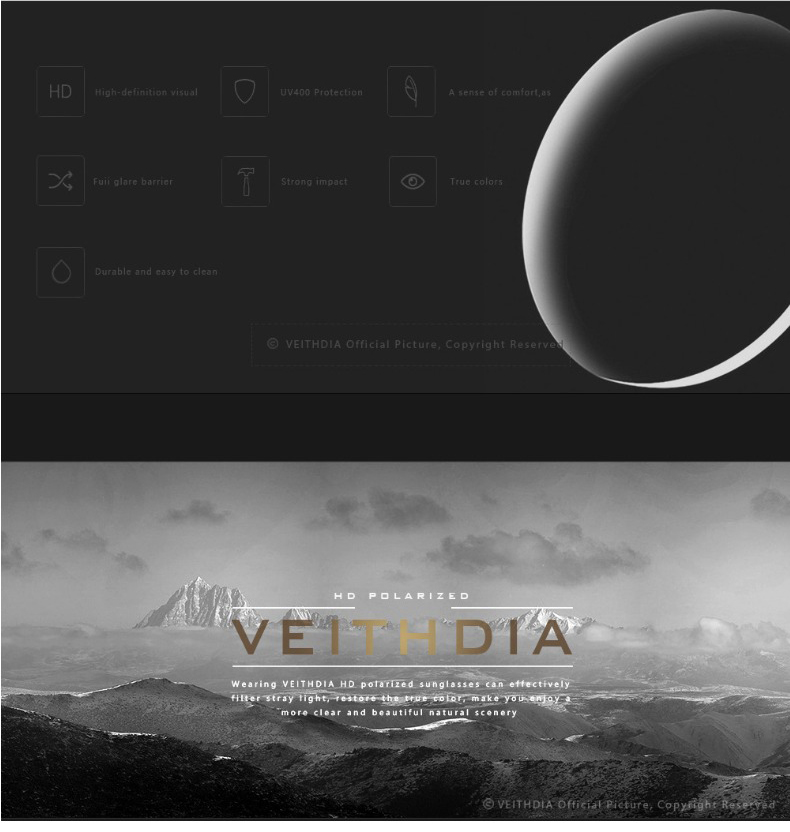 HD High-definition visual
UV400 Protection
A sense of comfort,as
Fuii glare barrier
Strong impact
True colors
Durable and easy to clean
© VEITHDIA Official Picture, Copyright Reserved
HD POLARIZED
VEITHDIA
Wearing VEITHDIA HD polarized sunglasses can effectively
filter stray light, restore the true color, make you enjoy a
more clear and beautiful natural scenery
© VEITHDIA Official Picture, Copyright Reserved